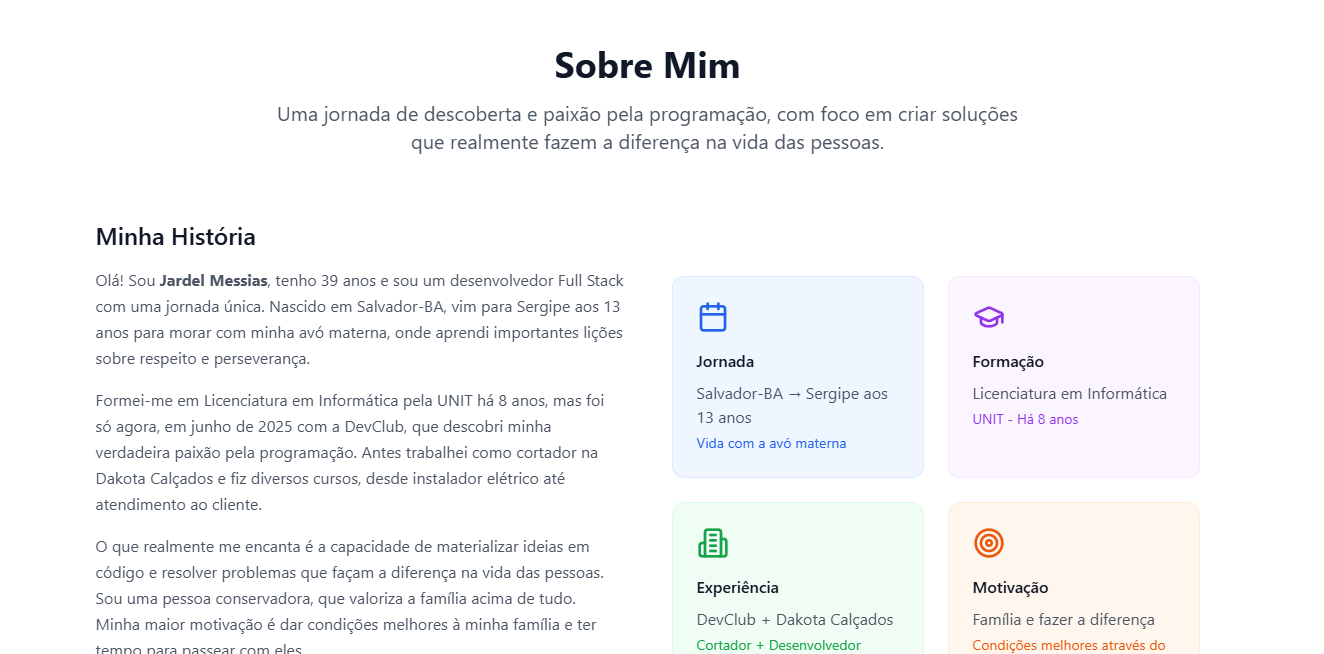 Sobre Mim
Uma jornada de descoberta e paixão pela programação, com foco em criar soluções
que realmente fazem a diferença na vida das pessoas.
Minha História
Olá! Sou Jardel Messias, tenho 39 anos e sou um desenvolvedor Full Stack
com uma jornada única. Nascido em Salvador-BA, vim para Sergipe aos 13
anos para morar com minha avó materna, onde aprendi importantes lições
sobre respeito e perseverança.
Formei-me em Licenciatura em Informática pela UNIT há 8 anos, mas foi
só agora, em junho de 2025 com a DevClub, que descobri minha
verdadeira paixão pela programação. Antes trabalhei como cortador na
Dakota Calçados e fiz diversos cursos, desde instalador elétrico até
atendimento ao cliente.
O que realmente me encanta é a capacidade de materializar ideias em
código e resolver problemas que façam a diferença na vida das pessoas.
Sou uma pessoa conservadora, que valoriza a família acima de tudo.
Minha maior motivação é dar condições melhores à minha família e ter
tempo para passear com eles.
Jornada
Salvador-BA → Sergipe aos
13 anos
Vida com a avó materna
Formação
Licenciatura em Informática
UNIT - Há 8 anos
Experiência
DevClub + Dakota Calçados
Cortador + Desenvolvedor
Motivação
Família e fazer a diferença
Condições melhores através do